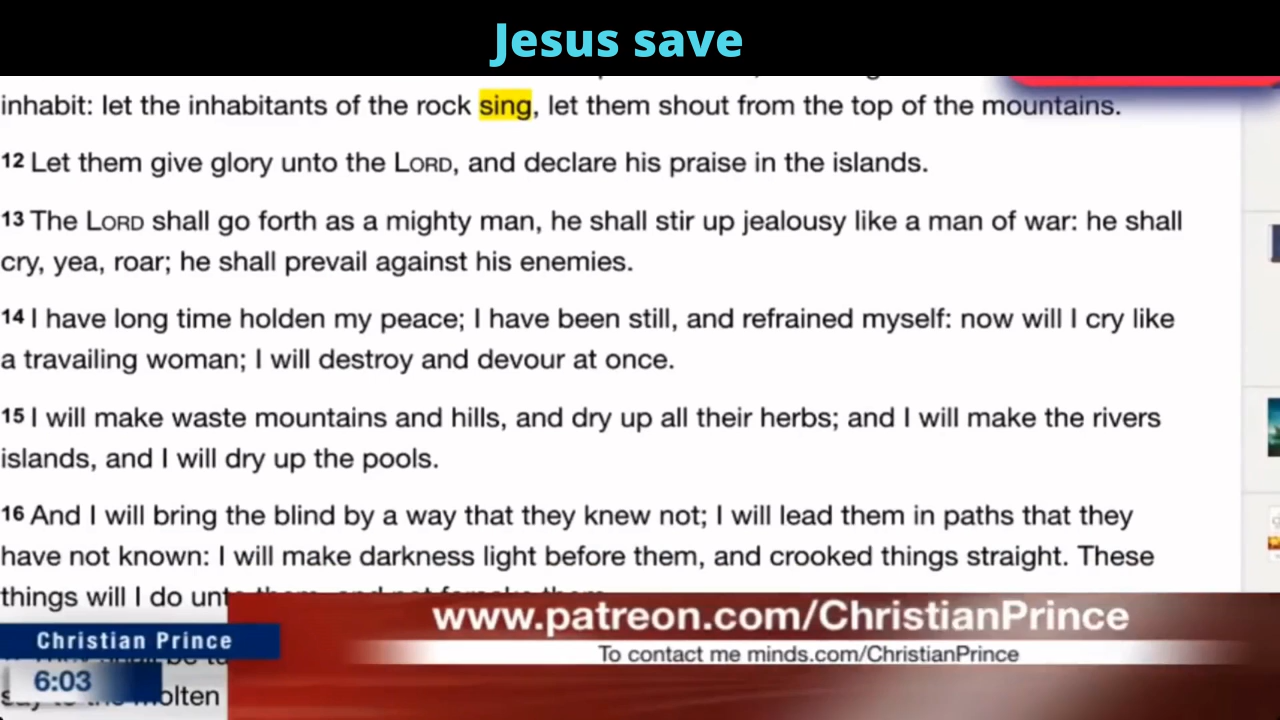 Jesus save
inhabit: let the inhabitants of the rock sing, let them shout from the top of the mountains.
12 Let them give glory unto the LORD, and declare his praise in the islands.
13 The LORD shall go forth as a mighty man, he shall stir up jealousy like a man of war: he shall
cry, yea, roar; he shall prevail against his enemies.
14 I have long time holden my peace; I have been still, and refrained myself: now will I cry like
a travailing woman; I will destroy and devour at once.
15 I will make waste mountains and hills, and dry up all their herbs; and I will make the rivers
islands, and I will dry up the pools.
16 And I will bring the blind by a way that they knew not; I will lead them in paths that they
have not known: I will make darkness light before them, and crooked things straight. These
things will I do unto them, and not forsake them.
www.patreon.com/ChristianPrince
Christian Prince
To contact me minds.com/ChristianPrince
6:03